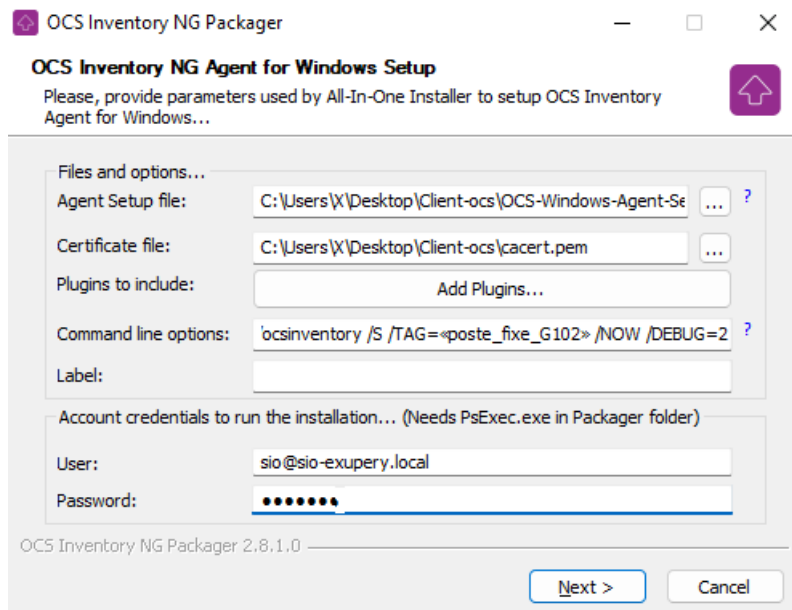 OCS Inventory NG Packager
OCS Inventory NG Agent for Windows Setup
Please, provide parameters used by All-In-One Installer to setup OCS Inventory
Agent for Windows...
Files and options...
Agent Setup file: C:\Users\X\Desktop\Client-ocs\OCS-Windows-Agent-Se ... ?
Certificate file: C:\Users\X\Desktop\Client-ocs\cacert.pem ...
Plugins to include: Add Plugins...
Command line options: 'ocsinventory /S /TAG=«poste_fixe_G102» /NOW /DEBUG=2 ?
Label:
Account credentials to run the installation... (Needs PsExec.exe in Packager folder)
User: sio@sio-exupery.local
Password: •••••••
OCS Inventory NG Packager 2.8.1.0
Next > Cancel